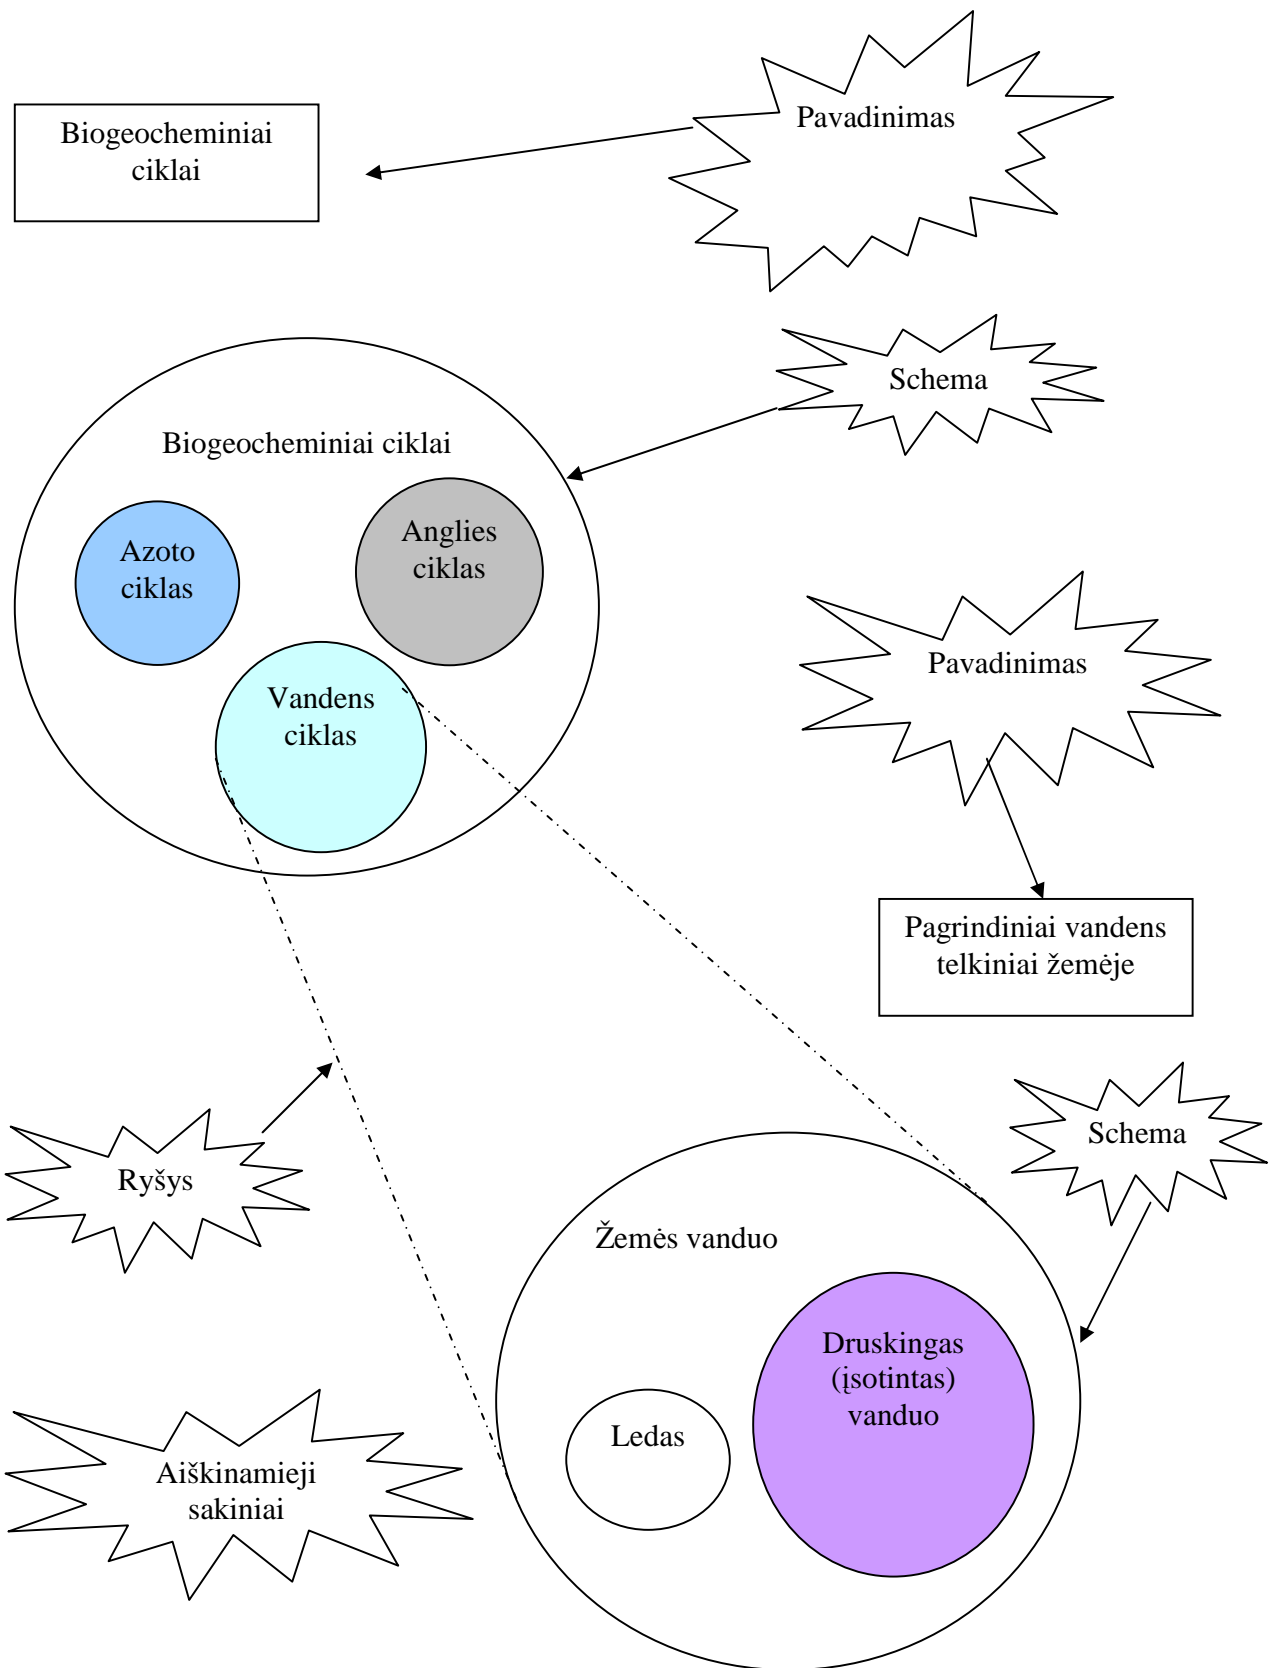 Pavadinimas
Biogeocheminiai
ciklai
Schema
Biogeocheminiai ciklai
Anglies
ciklas
Azoto
ciklas
Vandens
ciklas
Pavadinimas
Pagrindiniai vandens
telkiniai žemėje
Schema
Ryšys
Žemės vanduo
Druskingas
(įsotintas)
vanduo
Ledas
Aiškinamieji
sakiniai